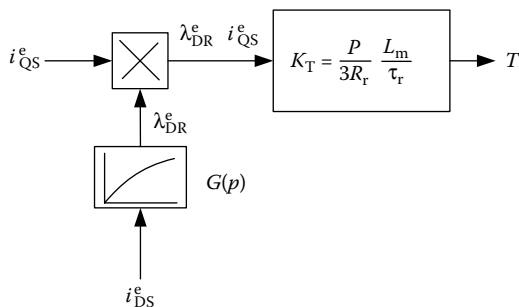 λ^e_DR i^e_QS
i^e_QS
K_T = P/3R_r L_m/τ_r
T
λ^e_DR
G(p)
i^e_DS